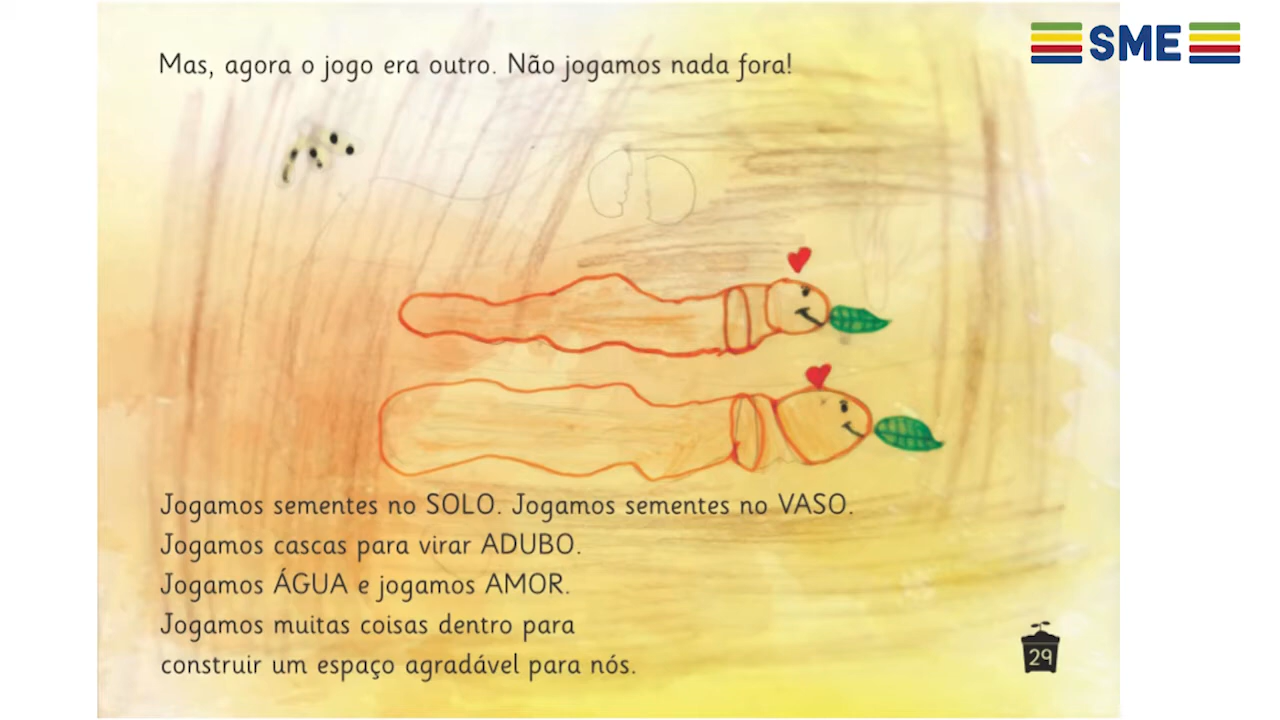 SME
Mas, agora o jogo era outro. Não jogamos nada fora!
Jogamos sementes no SOLO. Jogamos sementes no VASO.
Jogamos cascas para virar ADUBO.
Jogamos ÁGUA e jogamos AMOR.
Jogamos muitas coisas dentro para
construir um espaço agradável para nós.
29